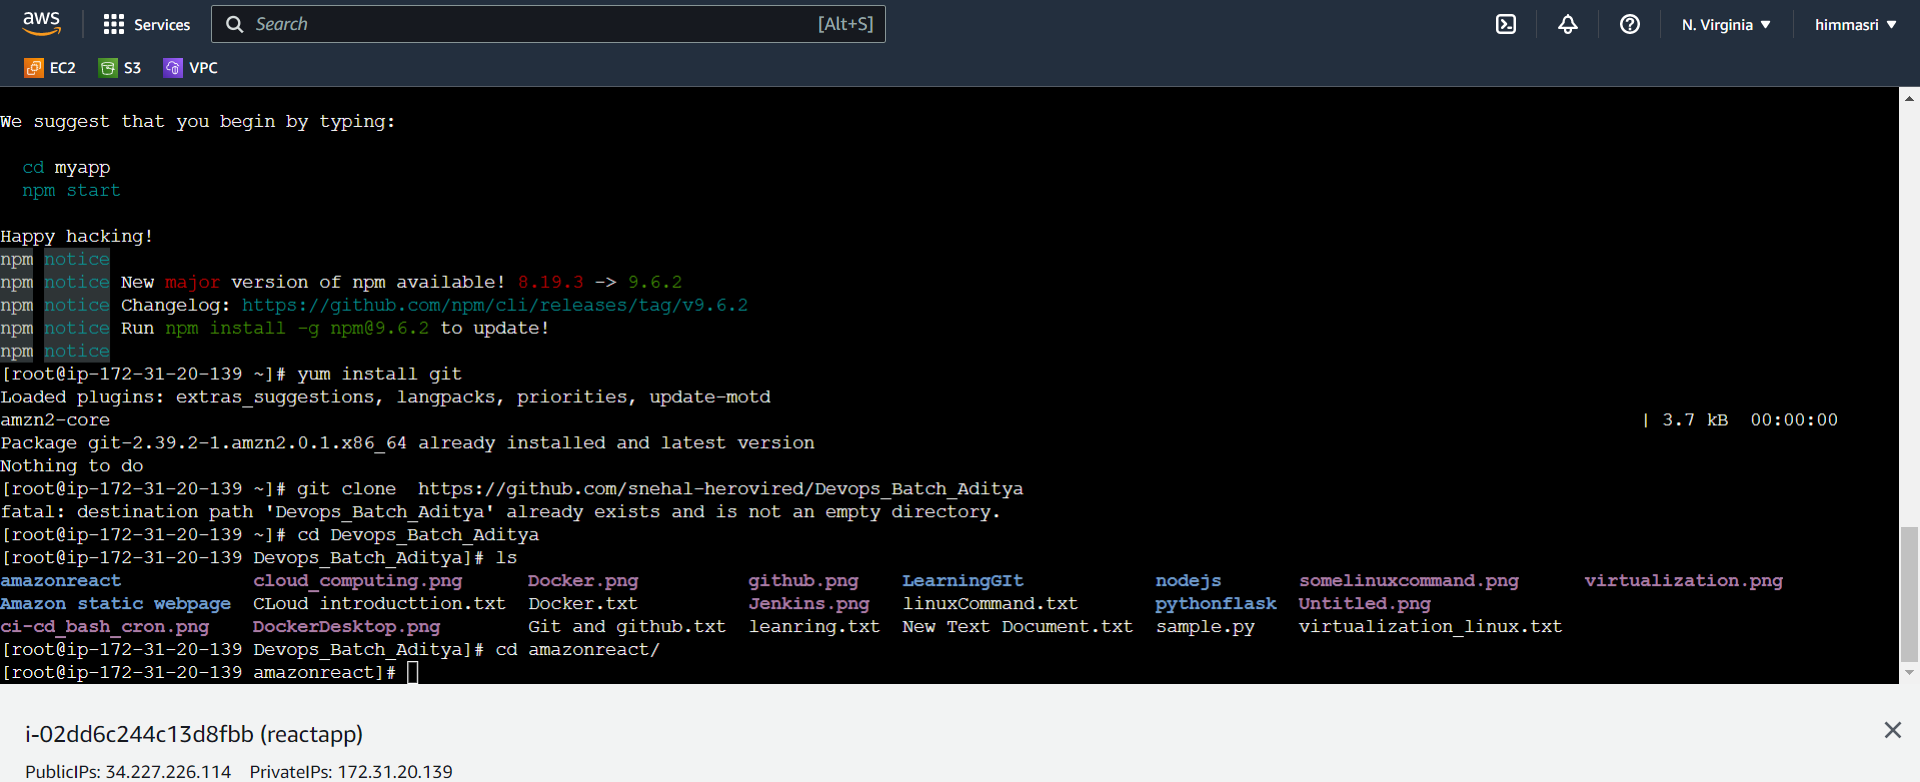 aws Services Search [Alt+S] N. Virginia ▼ himmasri ▼
EC2 S3 VPC
We suggest that you begin by typing:
cd myapp
npm start
Happy hacking!
npm notice
npm notice New major version of npm available! 8.19.3 -> 9.6.2
npm notice Changelog: https://github.com/npm/cli/releases/tag/v9.6.2
npm notice Run npm install -g npm@9.6.2 to update!
npm notice
[root@ip-172-31-20-139 ~]# yum install git
Loaded plugins: extras_suggestions, langpacks, priorities, update-motd
amzn2-core | 3.7 kB 00:00:00
Package git-2.39.2-1.amzn2.0.1.x86_64 already installed and latest version
Nothing to do
[root@ip-172-31-20-139 ~]# git clone  https://github.com/snehal-herovired/Devops_Batch_Aditya
fatal: destination path 'Devops_Batch_Aditya' already exists and is not an empty directory.
[root@ip-172-31-20-139 ~]# cd Devops_Batch_Aditya
[root@ip-172-31-20-139 Devops_Batch_Aditya]# ls
amazonreact cloud_computing.png Docker.png github.png LearningGIt nodejs somelinuxcommand.png virtualization.png
Amazon static webpage CLoud introducttion.txt Docker.txt Jenkins.png linuxCommand.txt pythonflask Untitled.png
ci-cd_bash_cron.png DockerDesktop.png Git and github.txt leanring.txt New Text Document.txt sample.py virtualization_linux.txt
[root@ip-172-31-20-139 Devops_Batch_Aditya]# cd amazonreact/
[root@ip-172-31-20-139 amazonreact]#
i-02dd6c244c13d8fbb (reactapp)
PublicIPs: 34.227.226.114 PrivateIPs: 172.31.20.139